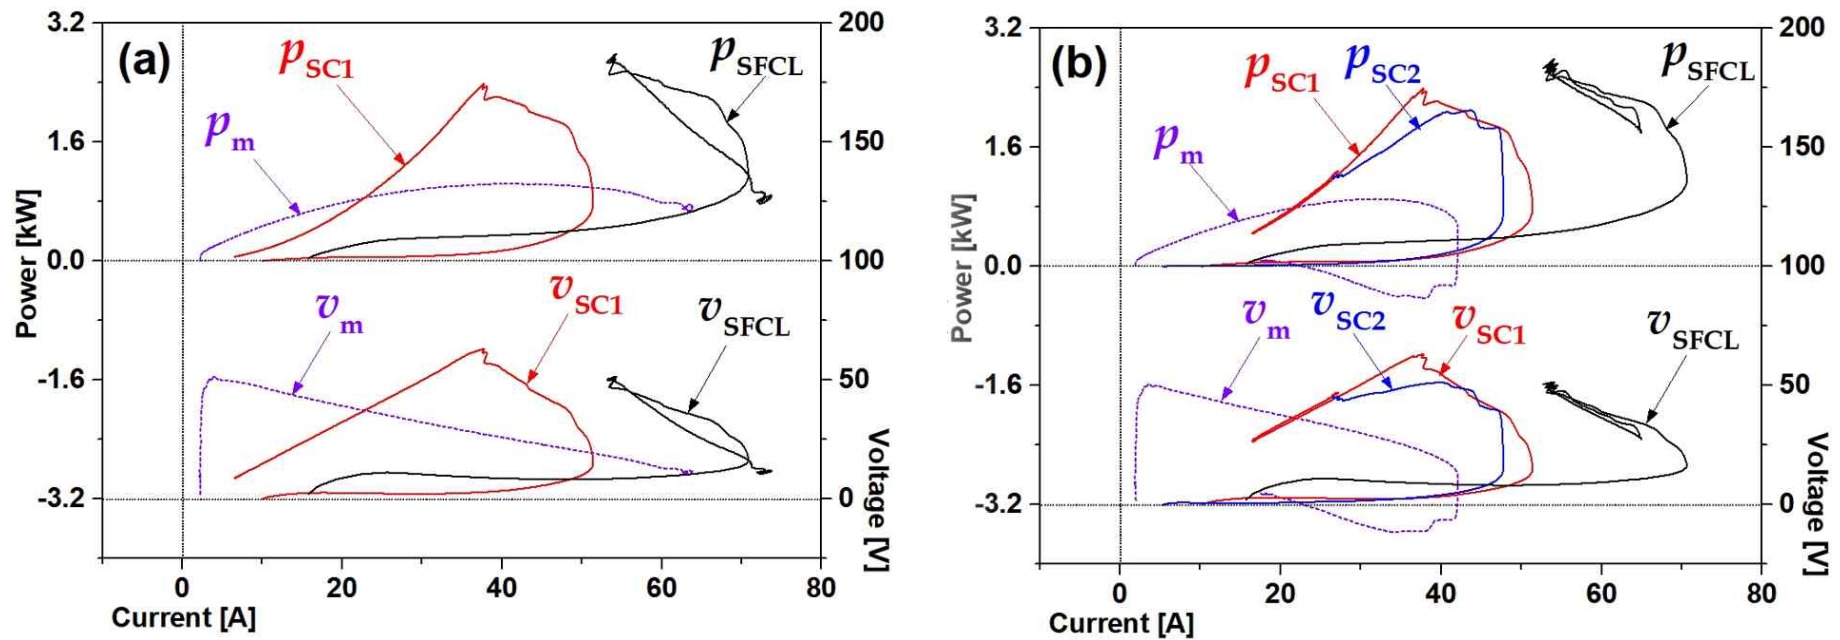 (a)
3.2
1.6
0.0
-1.6
-3.2
Power [kW]
200
150
100
50
0
Voltage [V]
0
20
40
60
80
Current [A]
pSC1
pSFCL
pm
vm
vSC1
vSFCL
(b)
3.2
1.6
0.0
-1.6
-3.2
Power [kW]
200
150
100
50
0
Voltage [V]
0
20
40
60
80
Current [A]
pSC1
pSC2
pSFCL
pm
vm
vSC2
vSC1
vSFCL